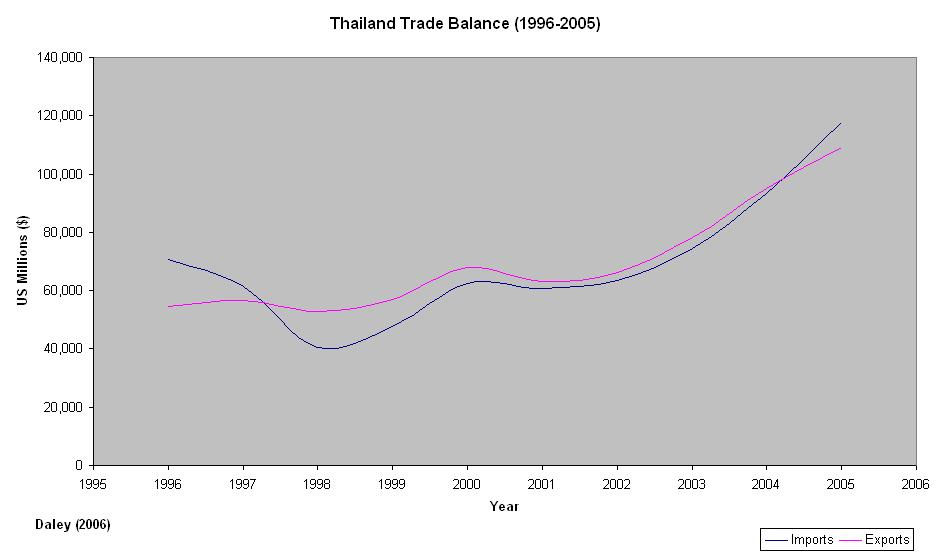 Thailand Trade Balance (1996-2005)
140,000
120,000
100,000
80,000
60,000
40,000
20,000
0
US Millions ($)
1995 1996 1997 1998 1999 2000 2001 2002 2003 2004 2005 2006
Year
Daley (2006)
Imports Exports